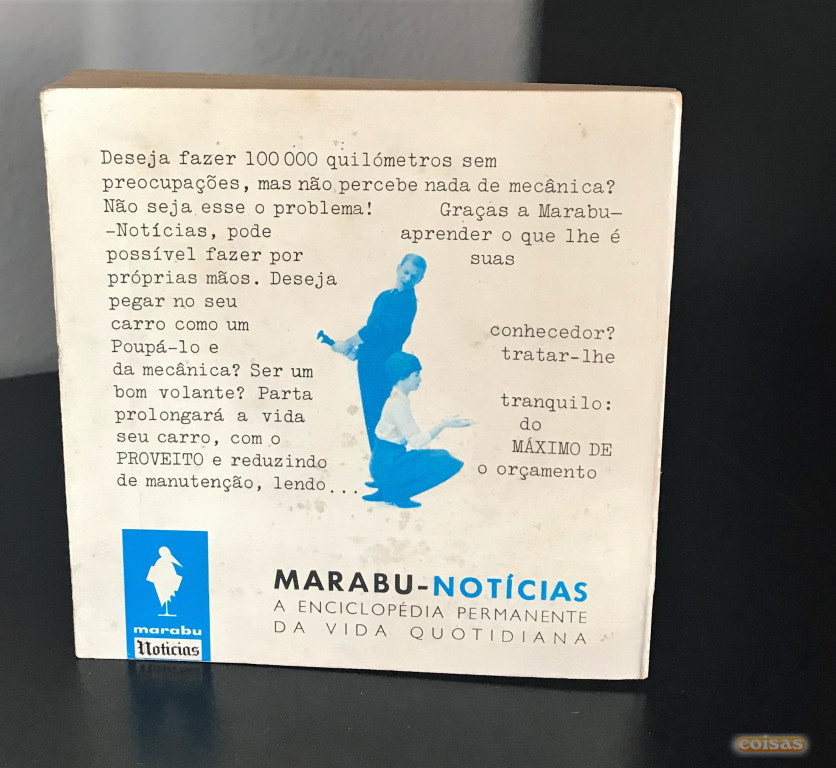 Deseja fazer 100 000 quilómetros sem
preocupações, mas não percebe nada de mecânica?
Não seja esse o problema! Graças a Marabu-
-Notícias, pode aprender o que lhe é
possível fazer por suas
próprias mãos. Deseja
pegar no seu
carro como um conhecedor?
Poupá-lo e tratar-lhe
da mecânica? Ser um
bom volante? Parta tranquilo:
prolongará a vida do
seu carro, com o MÁXIMO DE
PROVEITO e reduzindo o orçamento
de manutenção, lendo...
MARABU-NOTÍCIAS
A ENCICLOPÉDIA PERMANENTE
DA VIDA QUOTIDIANA
marabu
Notícias
coisas